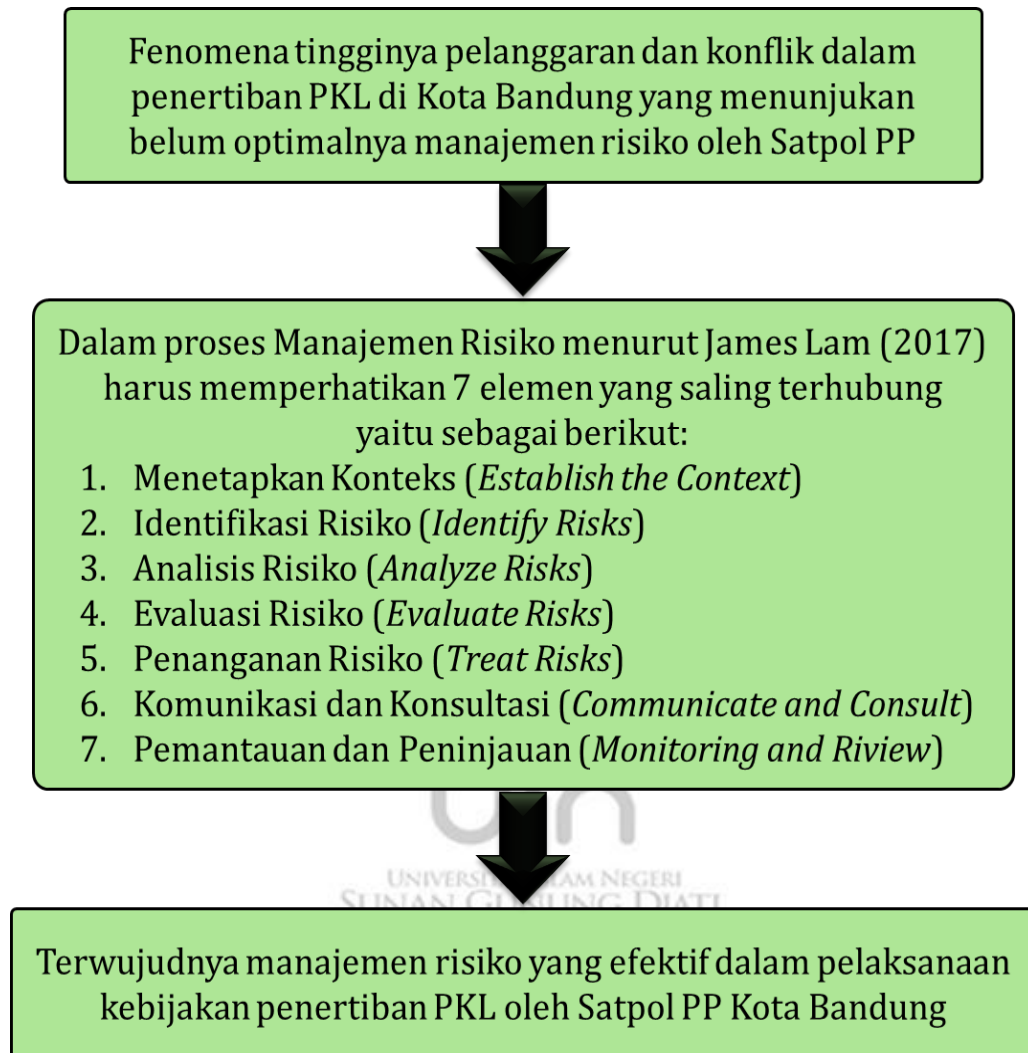 Fenomena tingginya pelanggaran dan konflik dalam
penertiban PKL di Kota Bandung yang menunjukan
belum optimalnya manajemen risiko oleh Satpol PP
Dalam proses Manajemen Risiko menurut James Lam (2017)
harus memperhatikan 7 elemen yang saling terhubung
yaitu sebagai berikut:
1. Menetapkan Konteks (Establish the Context)
2. Identifikasi Risiko (Identify Risks)
3. Analisis Risiko (Analyze Risks)
4. Evaluasi Risiko (Evaluate Risks)
5. Penanganan Risiko (Treat Risks)
6. Komunikasi dan Konsultasi (Communicate and Consult)
7. Pemantauan dan Peninjauan (Monitoring and Riview)
uin
NEGERI
SUNAN DJATI
Terwujudnya manajemen risiko yang efektif dalam pelaksanaan
kebijakan penertiban PKL oleh Satpol PP Kota Bandung